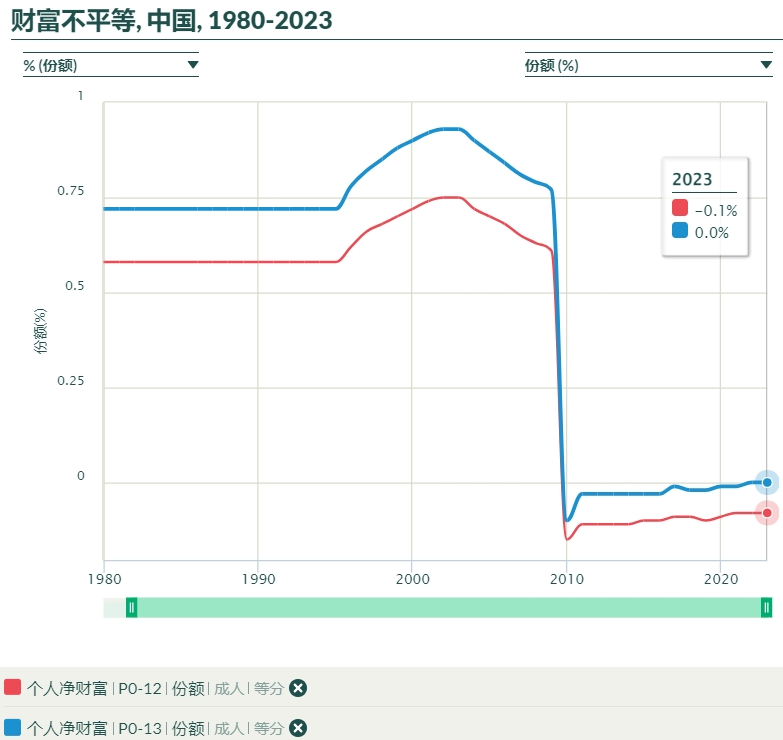 财富不平等, 中国, 1980-2023
% (份额)
份额 (%)
1
0.75
0.5
0.25
0
份额(%)
2023
−0.1%
0.0%
1980
1990
2000
2010
2020
个人净财富 | P0-12 | 份额 | 成人 | 等分
个人净财富 | P0-13 | 份额 | 成人 | 等分